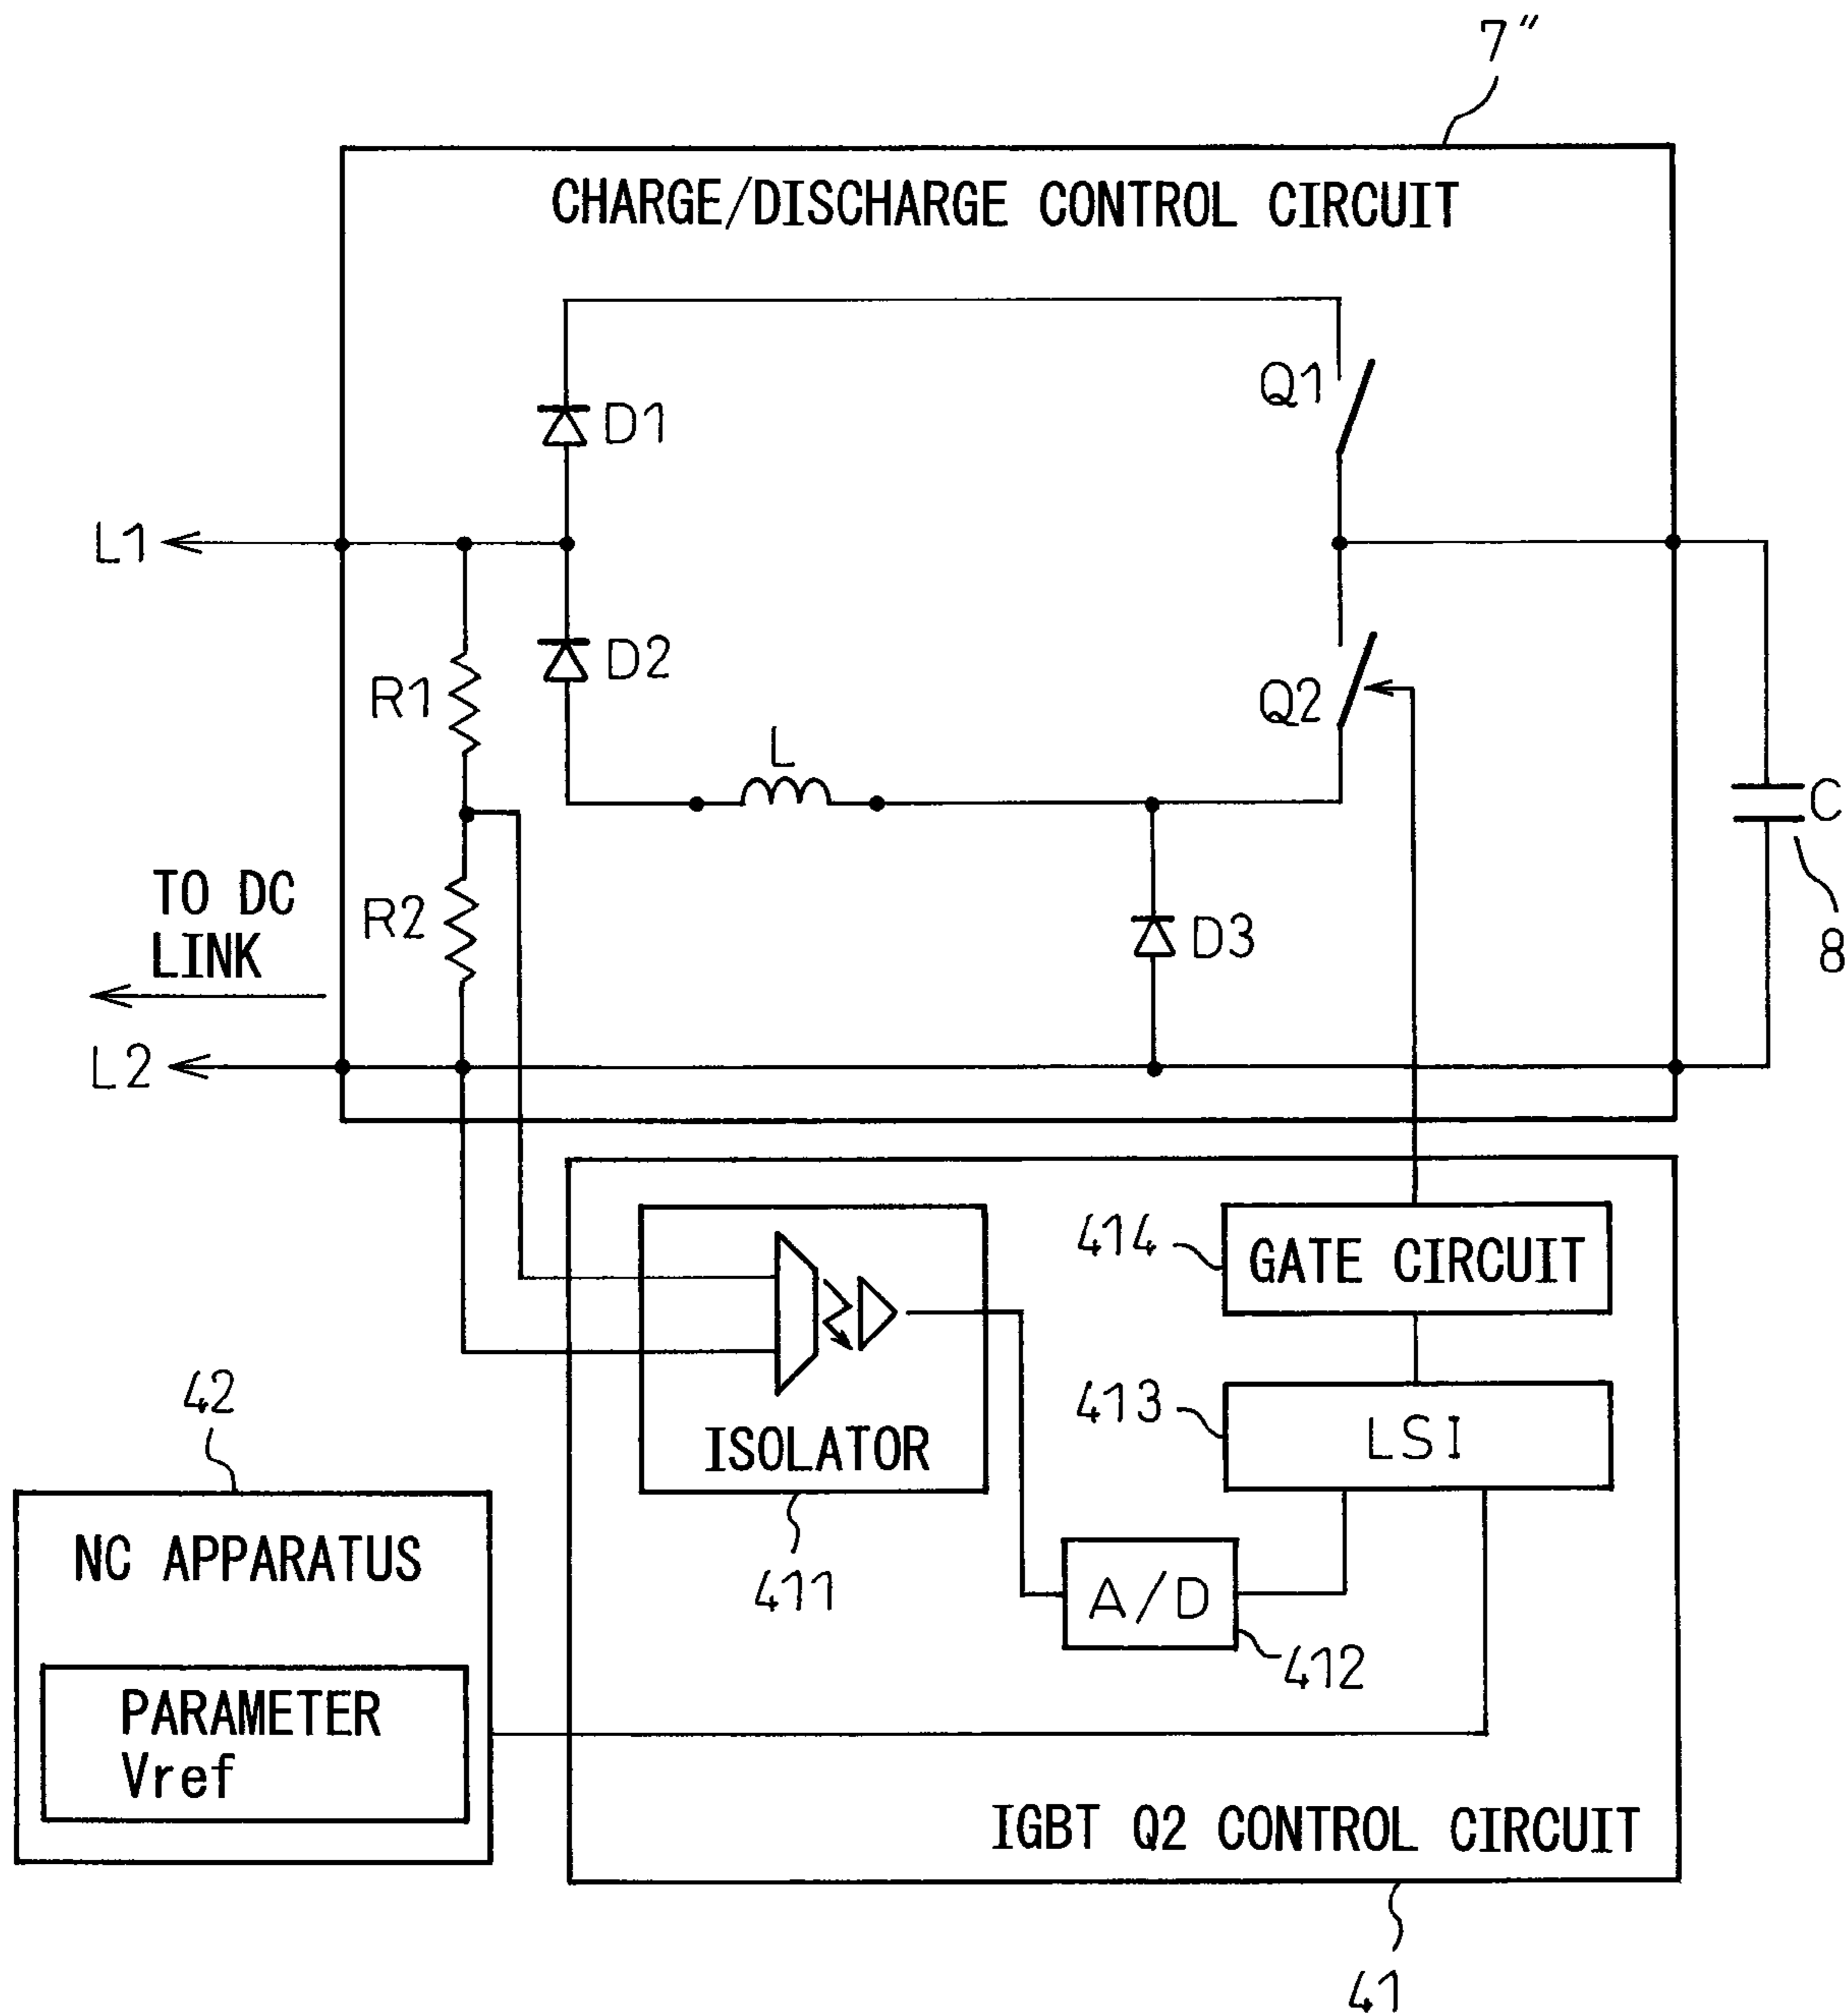 7"
CHARGE/DISCHARGE CONTROL CIRCUIT
Q1
D1
L1
D2
R1
Q2
L
C
TO DC
LINK
R2
D3
8
L2
414
GATE CIRCUIT
42
413
LSI
ISOLATOR
NC APPARATUS
411
A/D
412
PARAMETER
Vref
IGBT Q2 CONTROL CIRCUIT
41